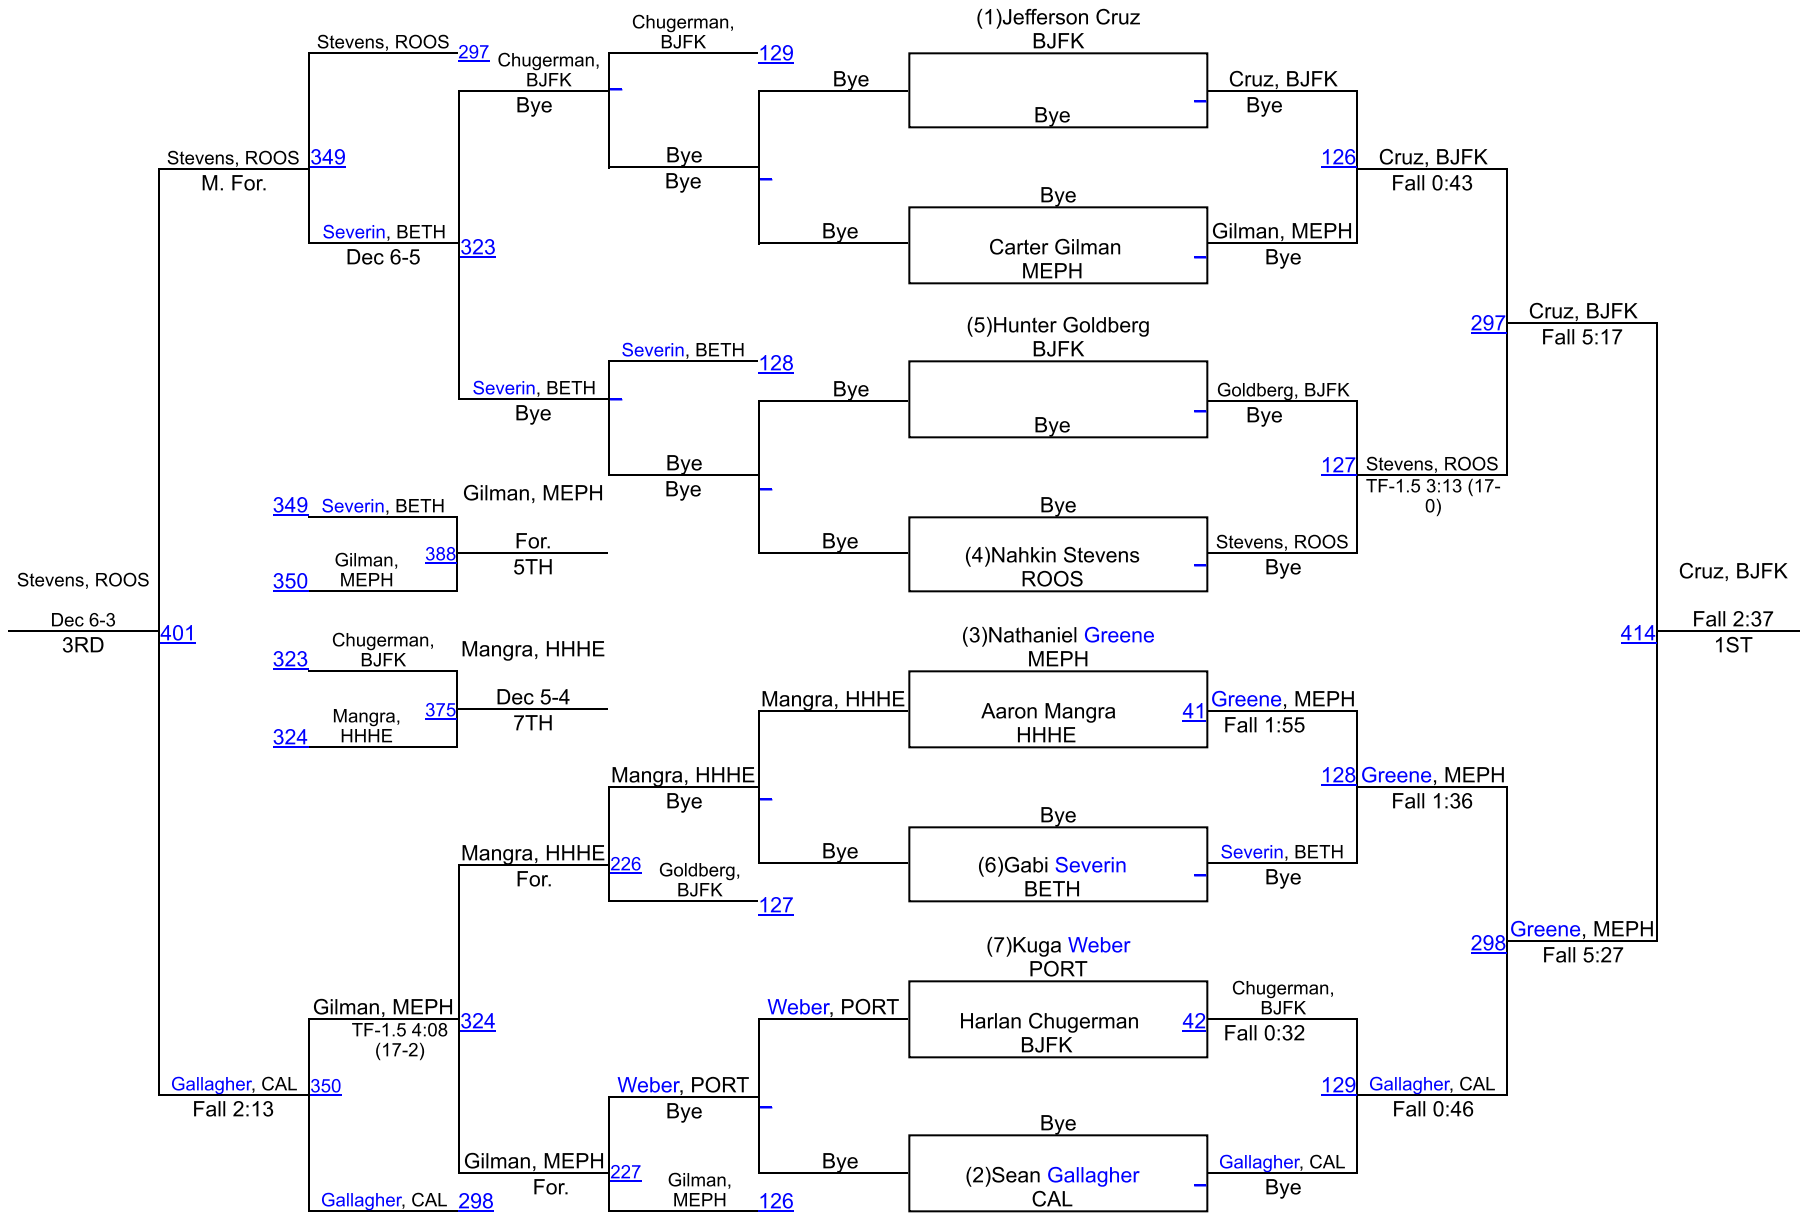 (1)Jefferson Cruz
BJFK
Bye
Bye
Carter Gilman
MEPH
(5)Hunter Goldberg
BJFK
Bye
Bye
(4)Nahkin Stevens
ROOS
(3)Nathaniel Greene
MEPH
Aaron Mangra
HHHE
41
Bye
(6)Gabi Severin
BETH
(7)Kuga Weber
PORT
Harlan Chugerman
BJFK
42
Bye
(2)Sean Gallagher
CAL
Cruz, BJFK
Bye
126
Gilman, MEPH
Bye
Goldberg, BJFK
Bye
127
Stevens, ROOS
Bye
Greene, MEPH
Fall 1:55
128
Severin, BETH
Bye
Chugerman,
BJFK
Fall 0:32
129
Gallagher, CAL
Bye
Cruz, BJFK
Fall 0:43
297
Stevens, ROOS
TF-1.5 3:13 (17-
0)
Greene, MEPH
Fall 1:36
298
Gallagher, CAL
Fall 0:46
Cruz, BJFK
Fall 5:17
414
Greene, MEPH
Fall 5:27
Cruz, BJFK
Fall 2:37
1ST
Bye
Bye
Bye
Bye
Mangra, HHHE
Bye
Weber, PORT
Bye
Chugerman,
BJFK
129
Bye
Bye
Severin, BETH
128
Bye
Bye
Mangra, HHHE
Bye
226
Goldberg,
BJFK
127
Weber, PORT
Bye
227
Gilman,
MEPH
126
Chugerman,
BJFK
Bye
323
Severin, BETH
Bye
Mangra, HHHE
For.
324
Gilman, MEPH
For.
Stevens, ROOS
297
349
Severin, BETH
Dec 6-5
Gilman, MEPH
TF-1.5 4:08
(17-2)
350
Gallagher, CAL
298
Stevens, ROOS
M. For.
401
Gallagher, CAL
Fall 2:13
Stevens, ROOS
Dec 6-3
3RD
349
Severin, BETH
Gilman, MEPH
388
For.
5TH
350
Gilman,
MEPH
323
Chugerman,
BJFK
Mangra, HHHE
375
Dec 5-4
7TH
324
Mangra,
HHHE